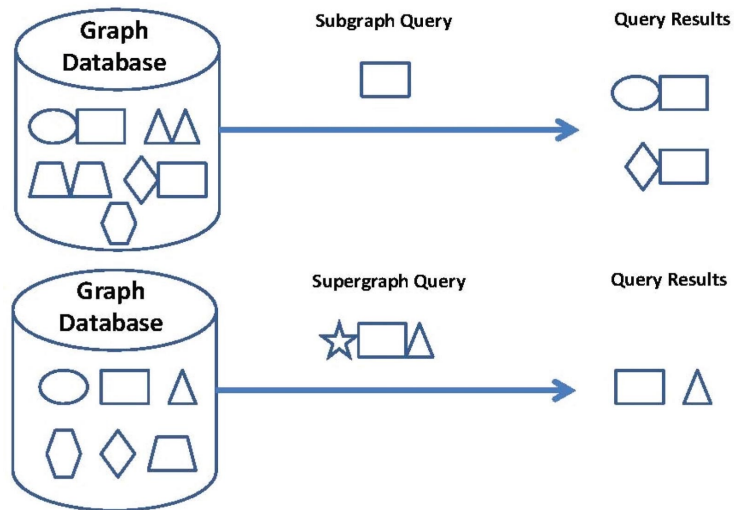 Graph
Database
Subgraph Query
Query Results
Graph
Database
Supergraph Query
Query Results